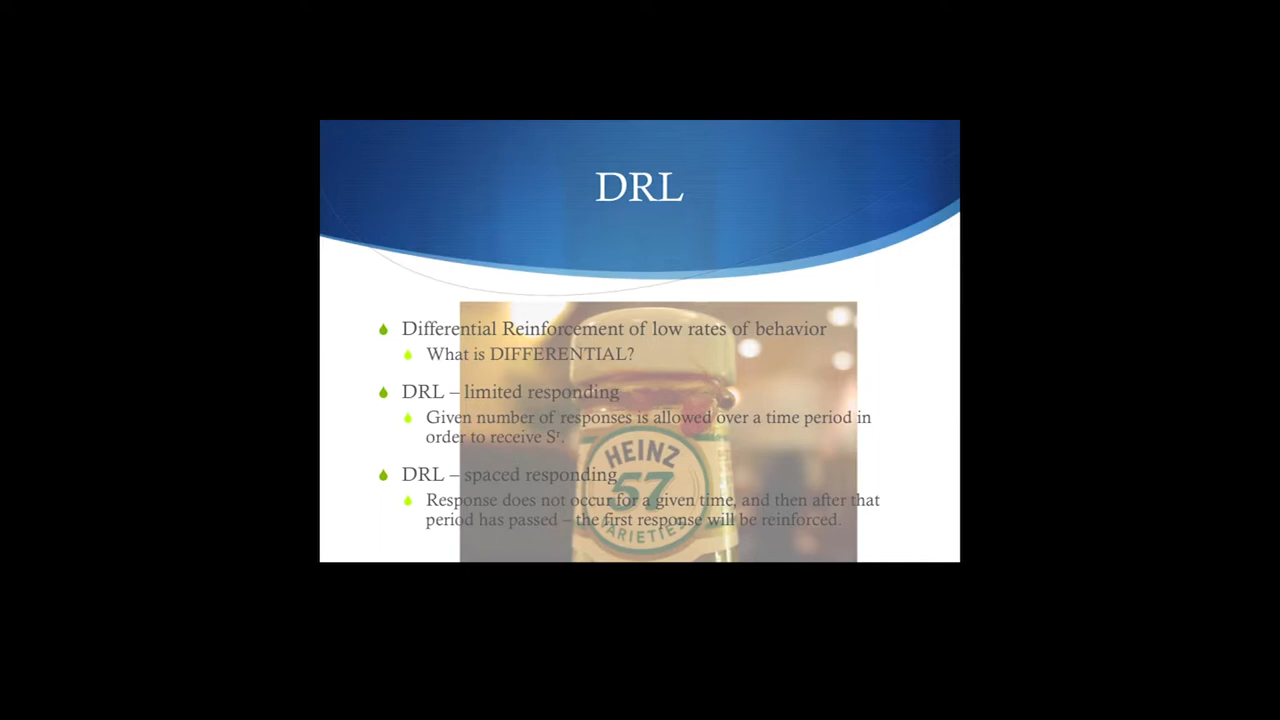 DRL
Differential Reinforcement of low rates of behavior
What is DIFFERENTIAL?
DRL – limited responding
Given number of responses is allowed over a time period in
order to receive Sʳ.
DRL – spaced responding
Response does not occur for a given time, and then after that
period has passed – the first response will be reinforced.
HEINZ
57
VARIETIES